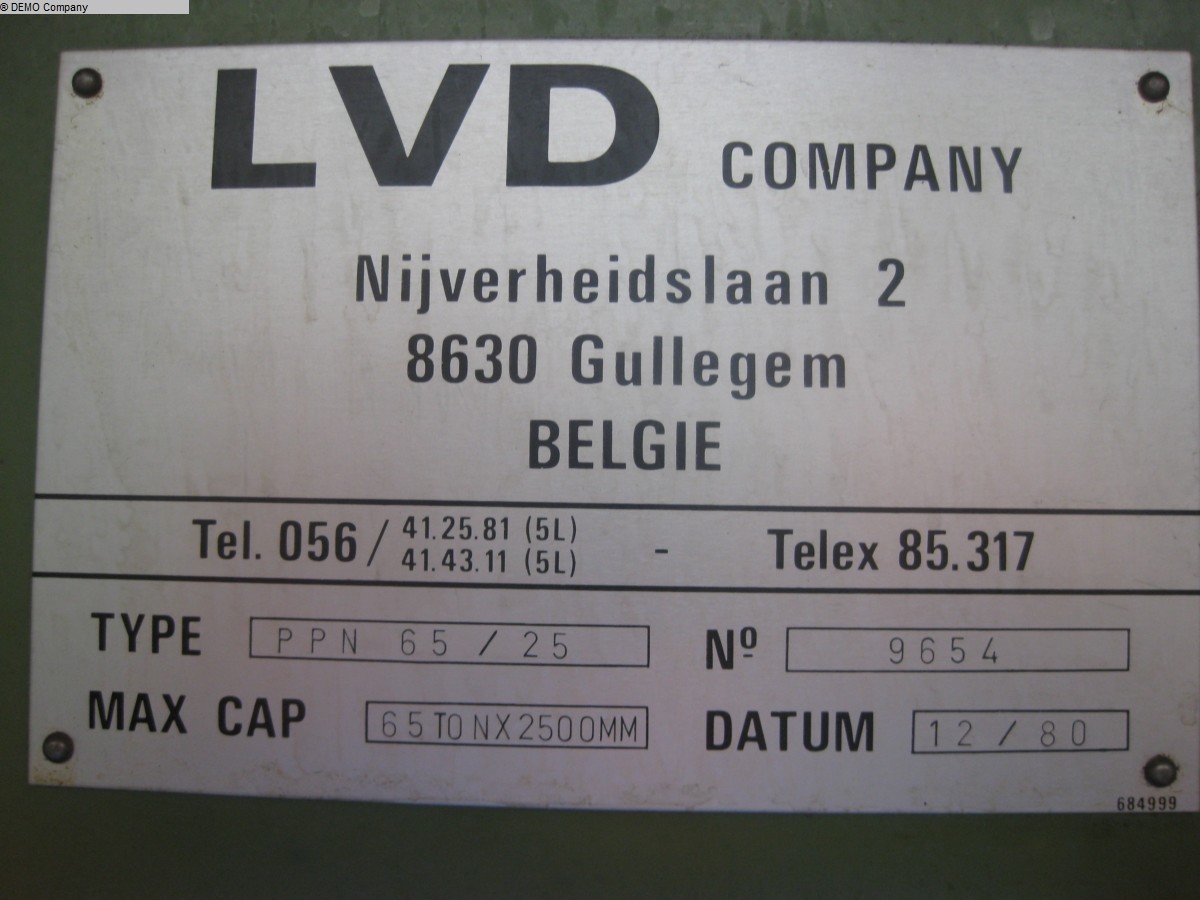 © DEMO Company
LVD COMPANY
Nijverheidslaan 2
8630 Gullegem
BELGIE
Tel. 056/ 41.25.81 (5L) - Telex 85.317
41.43.11 (5L)
TYPE PPN 65/25 Nº 9654
MAX CAP 65TONX2500MM DATUM 12/80
684999